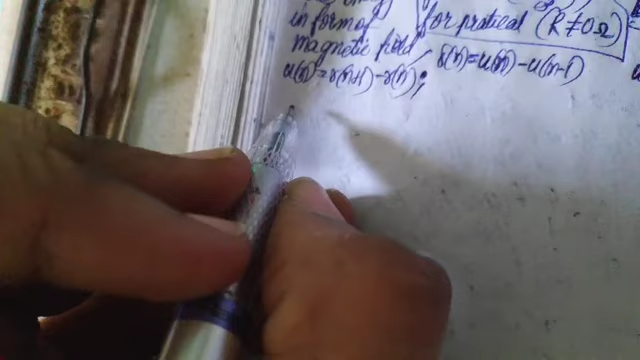 in form of
magnetic field
for pratical (R≠0Ω)
u(n)=r(n+1)-r(n); δ(n)=u(n)-u(n-1)